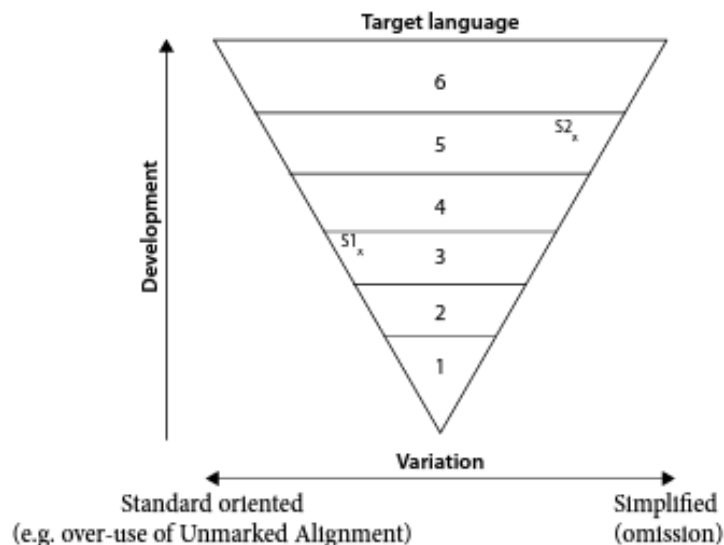 Target language
6
S2x
5
4
S1x
3
2
1
Development
Variation
Standard oriented
(e.g. over-use of Unmarked Alignment)
Simplified
(omission)